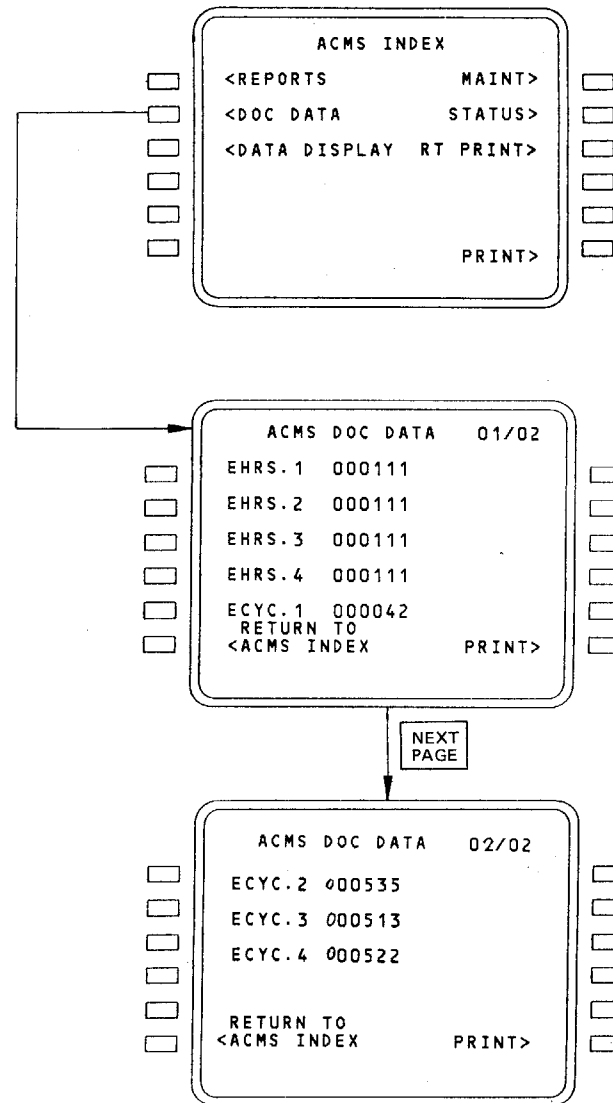 ACMS INDEX
<REPORTS MAINT>
<DOC DATA STATUS>
<DATA DISPLAY RT PRINT>
PRINT>
ACMS DOC DATA 01/02
EHRS.1 000111
EHRS.2 000111
EHRS.3 000111
EHRS.4 000111
ECYC.1 000042
RETURN TO
<ACMS INDEX PRINT>
NEXT
PAGE
ACMS DOC DATA 02/02
ECYC.2 000535
ECYC.3 000513
ECYC.4 000522
RETURN TO
<ACMS INDEX PRINT>